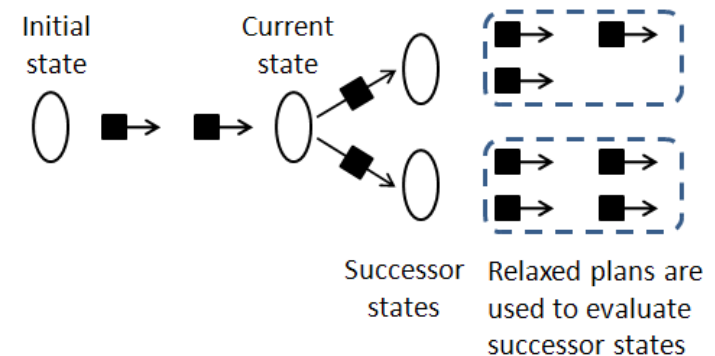 Initial
state
Current
state
Successor
states
Relaxed plans are
used to evaluate
successor states